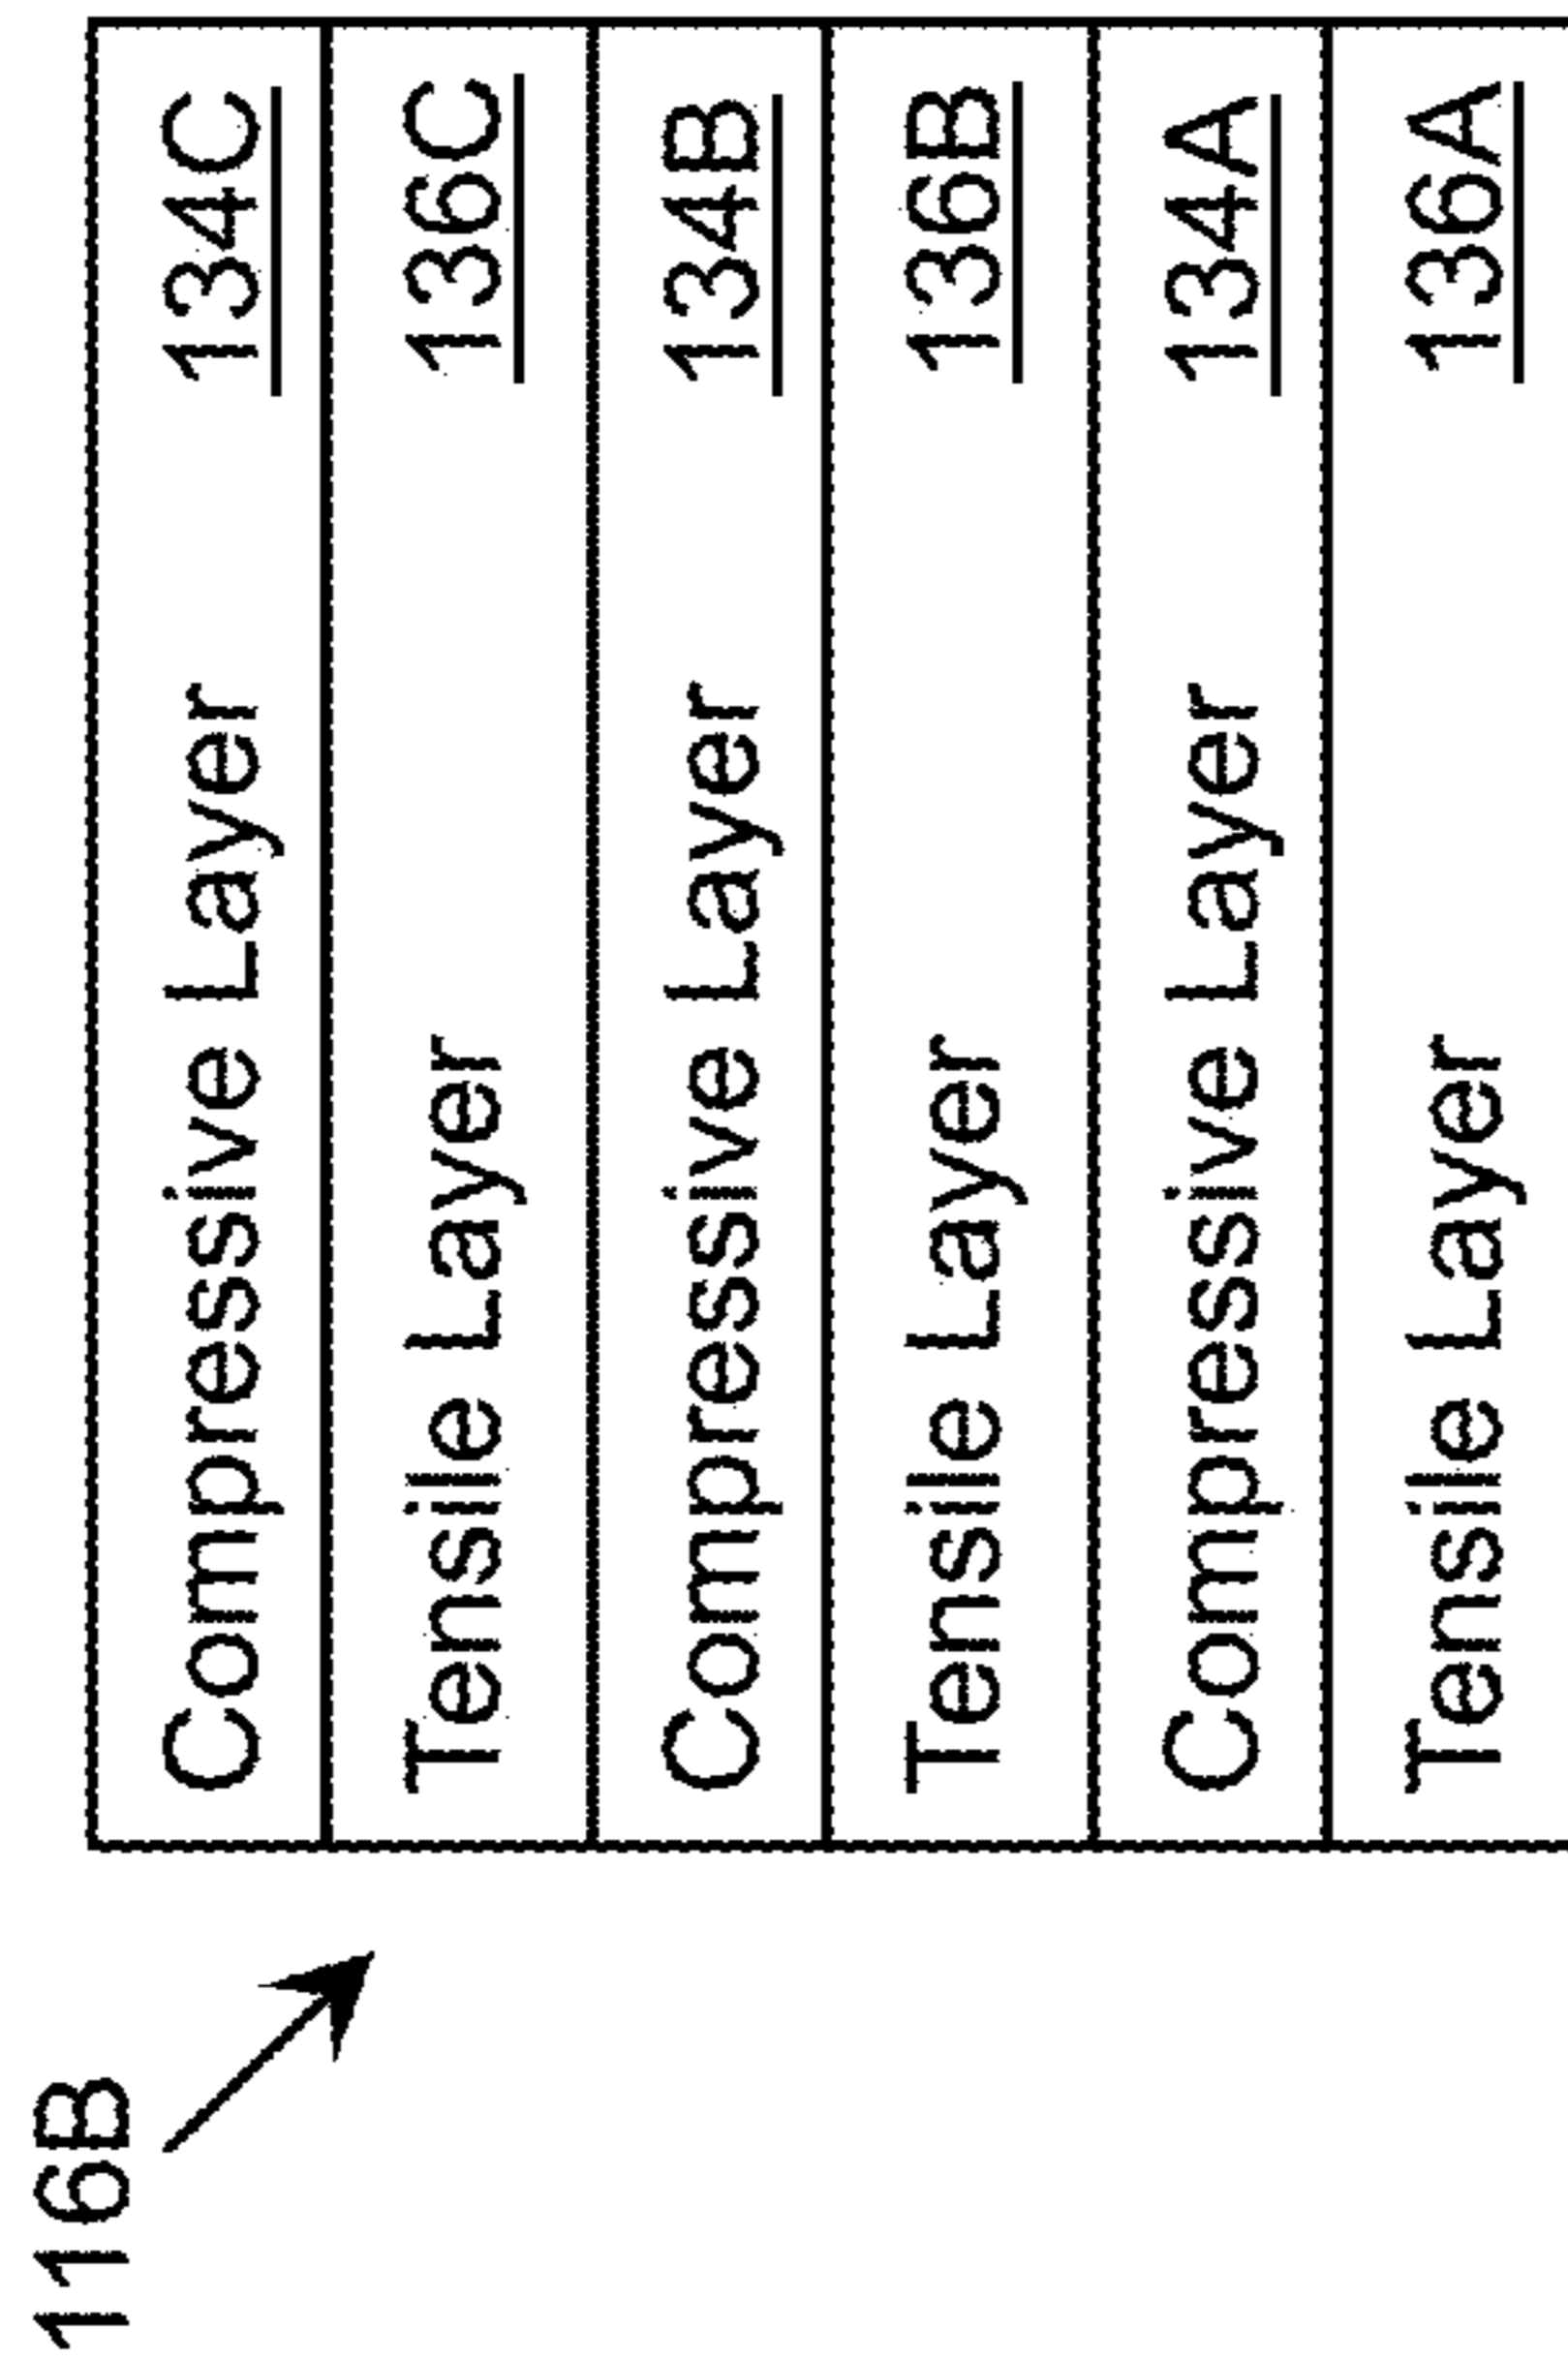 116B
Compressive Layer 134C
Tensile Layer 136C
Compressive Layer 134B
Tensile Layer 136B
Compressive Layer 134A
Tensile Layer 136A